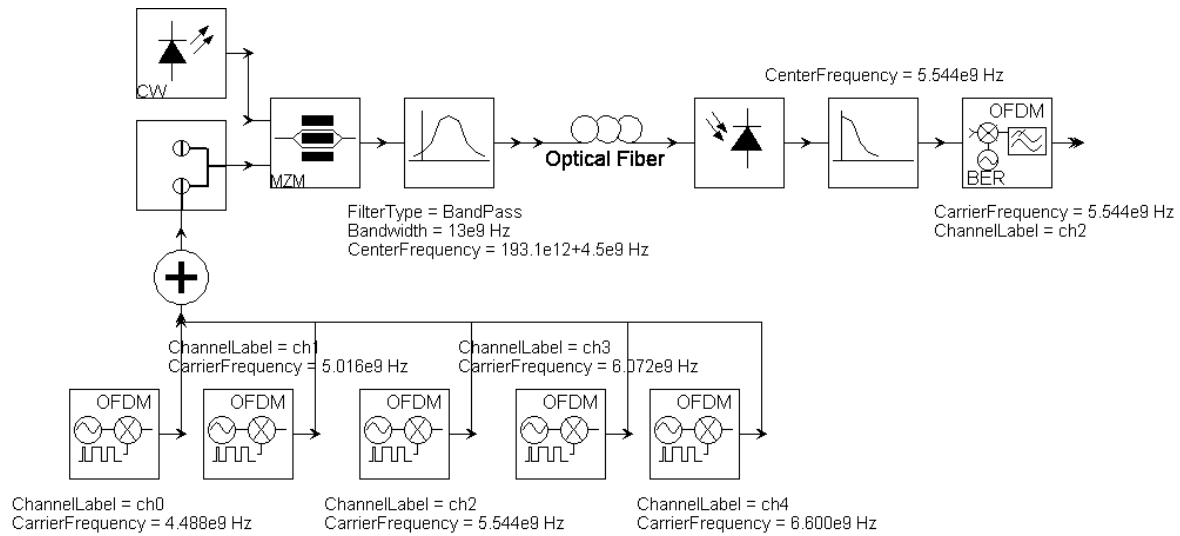 CenterFrequency = 5.544e9 Hz
CW
MZM
Optical Fiber
OFDM
BER
FilterType = BandPass
Bandwidth = 13e9 Hz
CenterFrequency = 193.1e12+4.5e9 Hz
CarrierFrequency = 5.544e9 Hz
ChannelLabel = ch2
ChannelLabel = ch1
CarrierFrequency = 5.016e9 Hz
ChannelLabel = ch3
CarrierFrequency = 6.072e9 Hz
OFDM
OFDM
OFDM
OFDM
OFDM
ChannelLabel = ch0
CarrierFrequency = 4.488e9 Hz
ChannelLabel = ch2
CarrierFrequency = 5.544e9 Hz
ChannelLabel = ch4
CarrierFrequency = 6.600e9 Hz